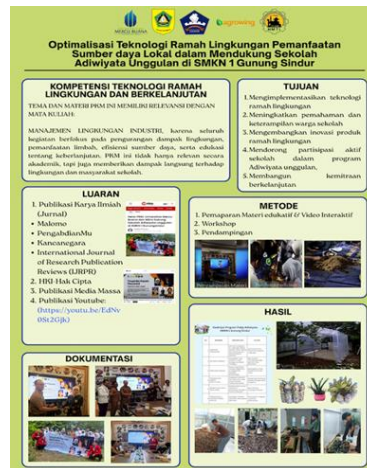 MERCU BUANA
agrowing
Optimalisasi Teknologi Ramah Lingkungan Pemanfaatan
Sumber daya Lokal dalam Mendukung Sekolah
Adiwyata Unggulan di SMKN 1 Gunung Sindur
KOMPETENSI TEKNOLOGI RAMAH
LINGKUNGAN DAN BERKELANJUTAN
TEMA DAN MATERI PKM INI MEMILIKI RELEVANSI DENGAN
MATA KULIAH:
MANAJEMEN LINGKUNGAN INDUSTRI, karena seluruh
kegiatan berfokus pada pengurangan dampak lingkungan,
pemanfaatan limbah, efisiensi sumber daya, serta edukasi
tentang keberlanjutan. PKM ini tidak hanya relevan secara
akademik, tapi juga memberikan dampak langsung terhadap
lingkungan dan masyarakat sekolah.
TUJUAN
1. Mengimplementasikan teknologi
ramah lingkungan
2. Meningkatkan pemahaman dan
keterampilan warga sekolah
3. Mengembangkan inovasi produk
ramah lingkungan
4. Mendorong partisipasi aktif
sekolah dalam program
Adiwyata unggulan,
5. Membangun kemitraan
berkelanjutan
LUARAN
1. Publikasi Karya Ilmiah
(Jurnal)
• Malomo
• PengabdianMu
• Kaneanegara
• International Journal
of Research Publication
Reviews (IJRPR)
2. HKI-Hak Cipta
3. Publikasi Media Massa
4. Publikasi Youtube:
METODE
1. Pemaparan Materi edukatif & Video Interaktif
2. Workshop
3. Pendampingan
HASIL
DOKUMENTASI